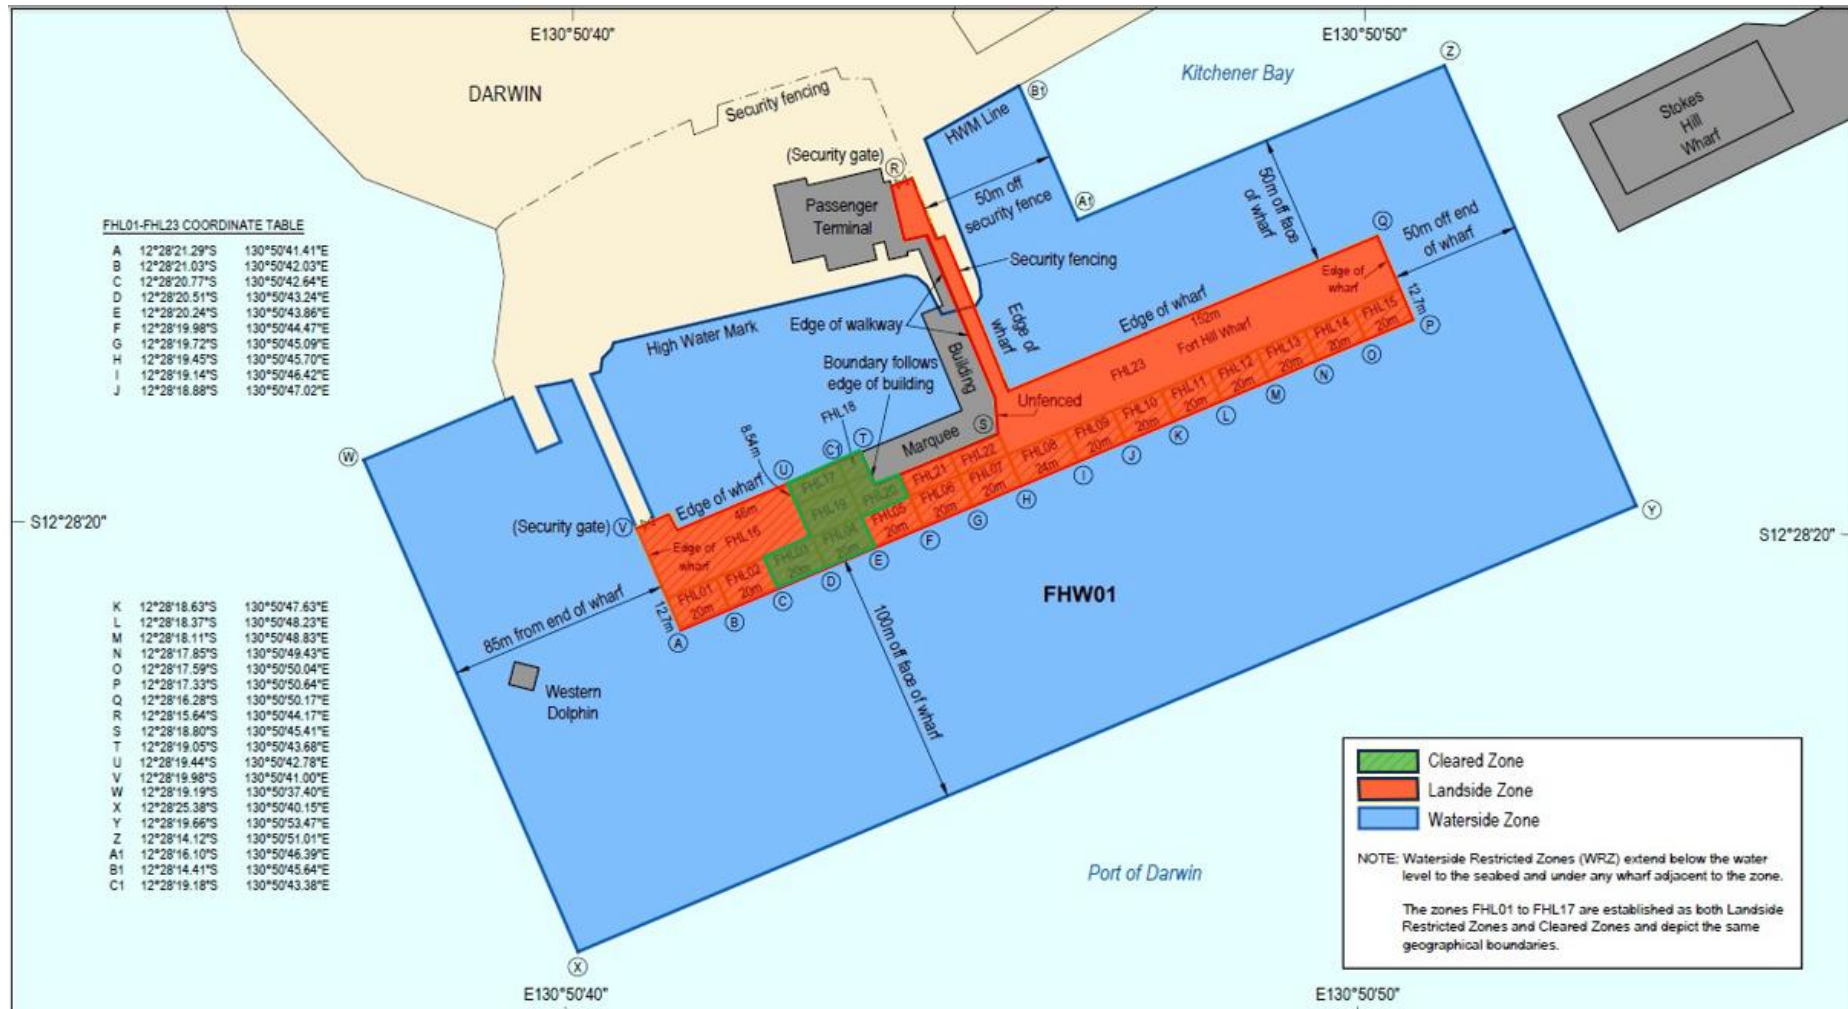 E130°50'40"
E130°50'50"
Z
Kitchener Bay
DARWIN
Security fencing
B1
HWM Line
Stokes
Hill
Wharf
(Security gate)
R
50m off
security fence
A1
50m off face
of wharf
Passenger
Terminal
Q
50m off end
of wharf
FHL01-FHL23 COORDINATE TABLE
A 12°28'21.29"S 130°50'41.41"E
B 12°28'21.03"S 130°50'42.03"E
C 12°28'20.77"S 130°50'42.64"E
D 12°28'20.51"S 130°50'43.24"E
E 12°28'20.24"S 130°50'43.86"E
F 12°28'19.98"S 130°50'44.47"E
G 12°28'19.72"S 130°50'45.09"E
H 12°28'19.45"S 130°50'45.70"E
I 12°28'19.14"S 130°50'46.42"E
J 12°28'18.88"S 130°50'47.02"E
Security fencing
Edge of
wharf
Edge of wharf
152m
Fort Hill Wharf
FHL23
Edge of
wharf
12.7m
P
High Water Mark
Edge of walkway
Building
Boundary follows
edge of building
Unfenced
S
Marquee
FHL18
8.54m
C1
T
U
W
Edge of wharf
46m
FHL16
(Security gate)
V
Edge of
wharf
FHL17
FHL19
FHL20
FHL21
FHL22
FHL01
20m
FHL02
20m
FHL03
20m
FHL04
20m
FHL05
20m
FHL06
20m
FHL07
20m
FHL08
24m
FHL09
20m
FHL10
20m
FHL11
20m
FHL12
20m
FHL13
20m
FHL14
20m
FHL15
20m
12.7m
A
B
C
D
E
F
G
H
I
J
K
L
M
N
O
S12°28'20"
S12°28'20"
Y
85m from end of wharf
100m off face of wharf
FHW01
Western
Dolphin
K 12°28'18.63"S 130°50'47.63"E
L 12°28'18.37"S 130°50'48.23"E
M 12°28'18.11"S 130°50'48.83"E
N 12°28'17.85"S 130°50'49.43"E
O 12°28'17.59"S 130°50'50.04"E
P 12°28'17.33"S 130°50'50.64"E
Q 12°28'16.28"S 130°50'50.17"E
R 12°28'15.64"S 130°50'44.17"E
S 12°28'18.80"S 130°50'45.41"E
T 12°28'19.05"S 130°50'43.68"E
U 12°28'19.44"S 130°50'42.78"E
V 12°28'19.98"S 130°50'41.00"E
W 12°28'19.19"S 130°50'37.40"E
X 12°28'25.38"S 130°50'40.15"E
Y 12°28'19.66"S 130°50'53.47"E
Z 12°28'14.12"S 130°50'51.01"E
A1 12°28'16.10"S 130°50'46.39"E
B1 12°28'14.41"S 130°50'45.64"E
C1 12°28'19.18"S 130°50'43.38"E
Cleared Zone
Landside Zone
Waterside Zone
NOTE: Waterside Restricted Zones (WRZ) extend below the water
level to the seabed and under any wharf adjacent to the zone.
The zones FHL01 to FHL17 are established as both Landside
Restricted Zones and Cleared Zones and depict the same
geographical boundaries.
Port of Darwin
X
E130°50'40"
E130°50'50"